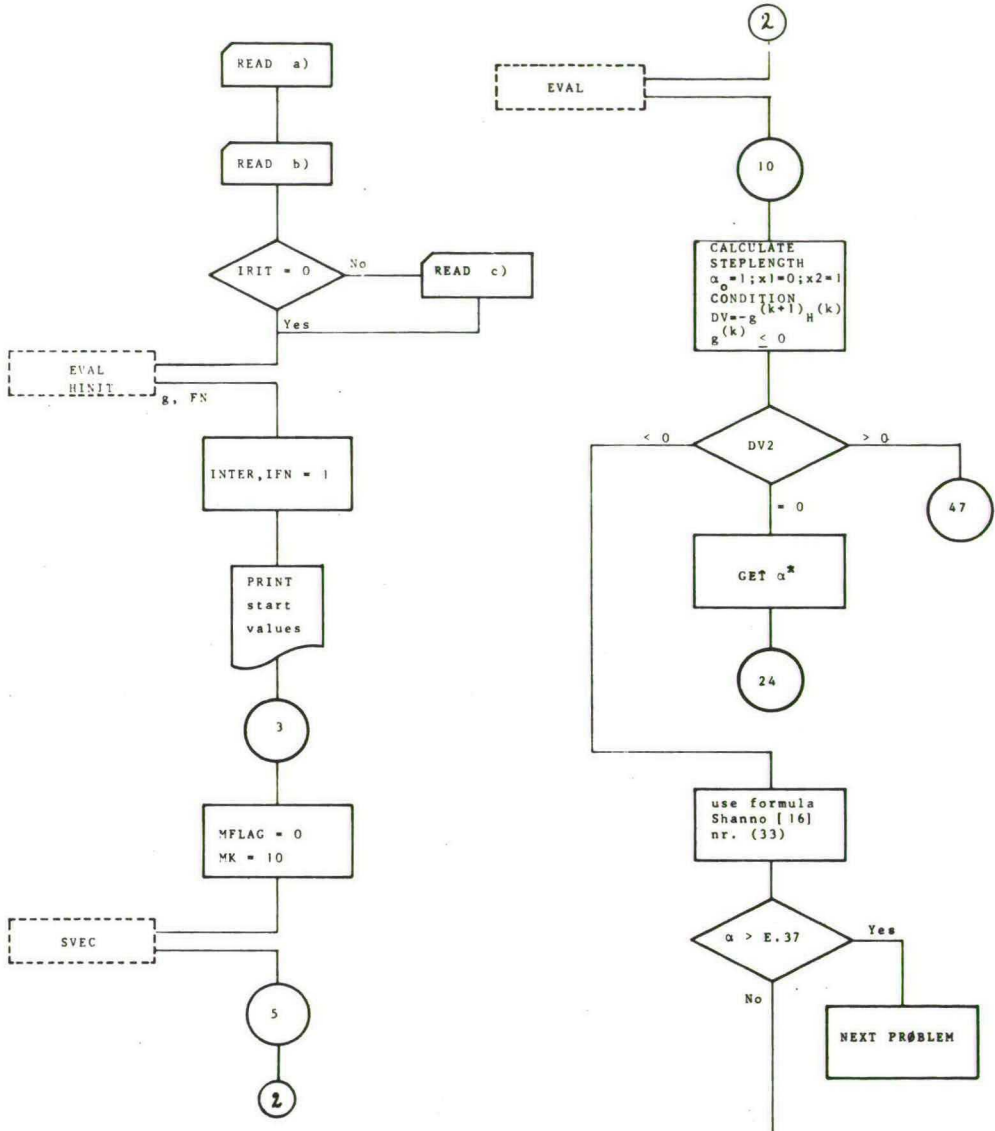 READ a)
READ b)
IRIT = 0
No
READ c)
Yes
EVAL
HINIT
g, FN
INTER,IFN = 1
PRINT
start
values
3
MFLAG = 0
MK = 10
SVEC
5
2
2
EVAL
10
CALCULATE
STEPLENGTH
α₀=1;x1=0;x2=1
CONDITION
DV=-g^(k+1) H^(k)
g^(k) ≤ 0
< 0
DV2
> 0
47
= 0
GET α*
24
use formula
Shanno [16]
nr. (33)
α > E.37
Yes
No
NEXT PRØBLEM